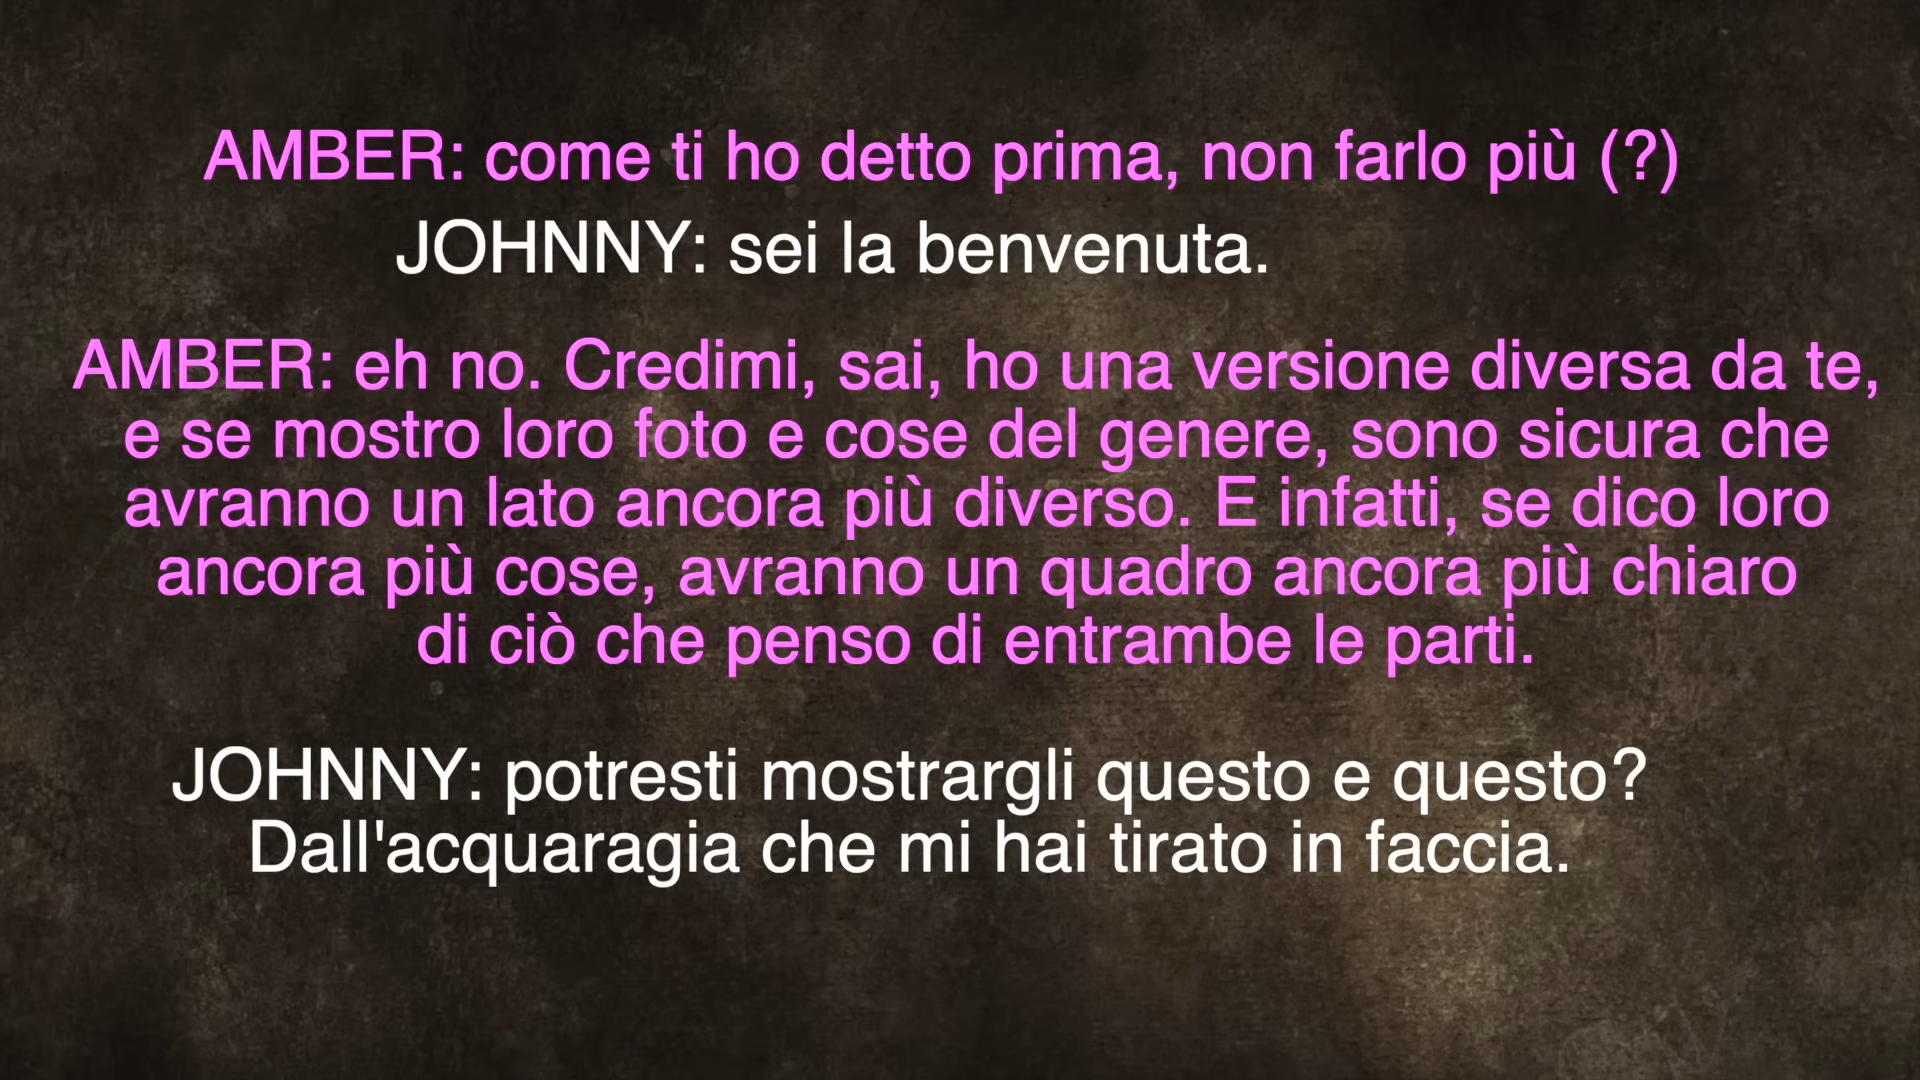 AMBER: come ti ho detto prima, non farlo più (?)
JOHNNY: sei la benvenuta.
AMBER: eh no. Credimi, sai, ho una versione diversa da te,
e se mostro loro foto e cose del genere, sono sicura che
avranno un lato ancora più diverso. E infatti, se dico loro
ancora più cose, avranno un quadro ancora più chiaro
di ciò che penso di entrambe le parti.
JOHNNY: potresti mostrargli questo e questo?
Dall'acquaragia che mi hai tirato in faccia.